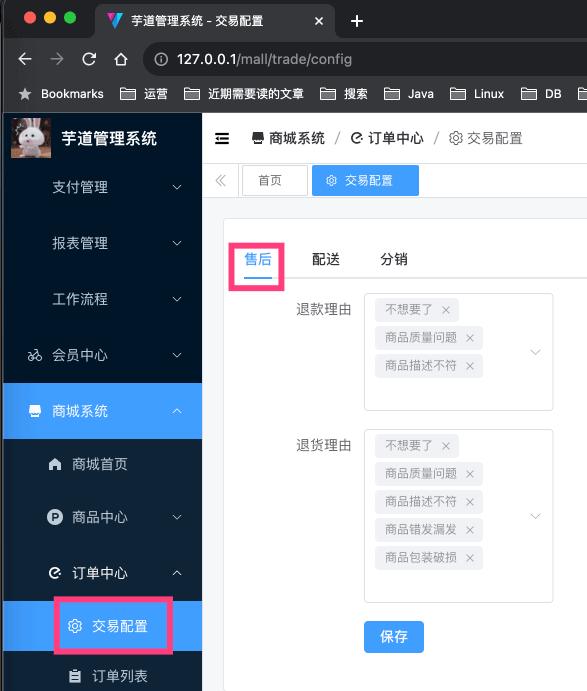 芋道管理系统 - 交易配置
127.0.0.1/mall/trade/config
Bookmarks 运营 近期需要读的文章 搜索 Java Linux DB
芋道管理系统
商城系统 / 订单中心 / 交易配置
首页 交易配置
支付管理
报表管理
工作流程
会员中心
商城系统
商城首页
P 商品中心
订单中心
交易配置
订单列表
售后 配送 分销
退款理由
不想要了
商品质量问题
商品描述不符
退货理由
不想要了
商品质量问题
商品描述不符
商品错发漏发
商品包装破损
保存